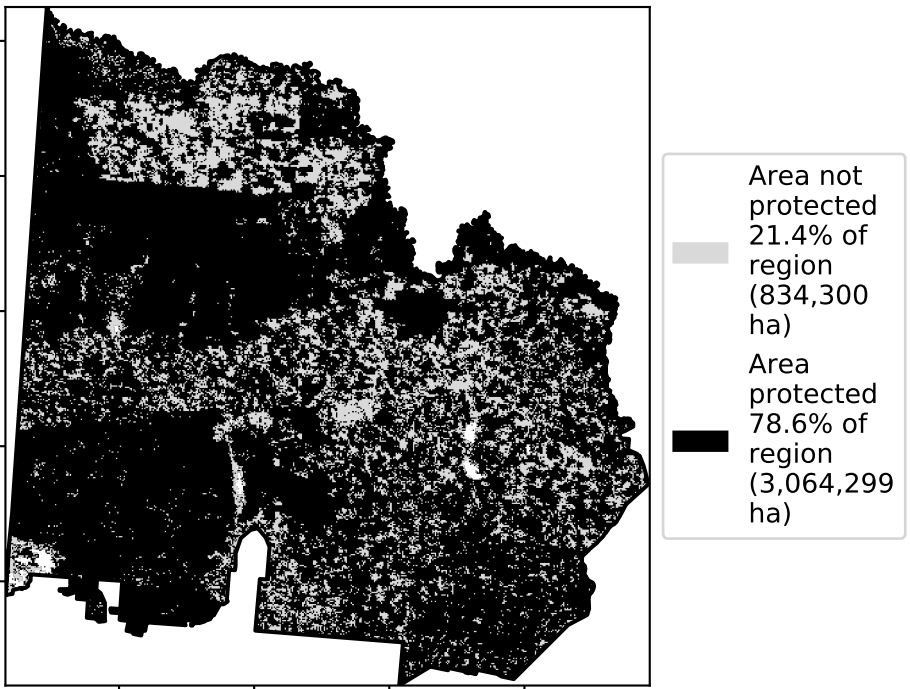 Area not
protected
21.4% of
region
(834,300
ha)
Area
protected
78.6% of
region
(3,064,299
ha)